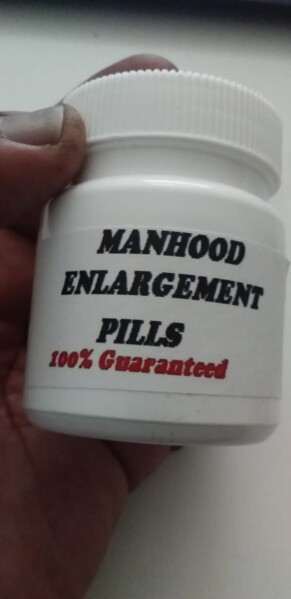 MANHOOD
ENLARGEMENT
PILLS
100% Guaranteed